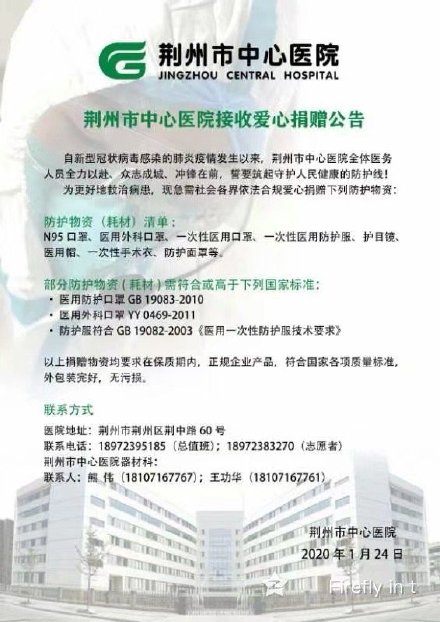 荆州市中心医院
JINGZHOU CENTRAL HOSPITAL
荆州市中心医院接收爱心捐赠公告
自新型冠状病毒感染的肺炎疫情发生以来，荆州市中心医院全体医务
人员全力以赴、众志成城、冲锋在前，誓要筑起守护人民健康的防护线！
为更好地救治病患，现急需社会各界依法合规爱心捐赠下列防护物资：
防护物资（耗材）清单：
N95 口罩、医用外科口罩、一次性医用口罩、一次性医用防护服、护目镜、
医用帽、一次性手术衣、防护面罩等。
部分防护物资（耗材）需符合或高于下列国家标准：
• 医用防护口罩 GB 19083-2010
• 医用外科口罩 YY 0469-2011
• 防护服符合 GB 19082-2003《医用一次性防护服技术要求》
以上捐赠物资均要求在保质期内，正规企业产品，符合国家各项质量标准，
外包装完好，无污损。
联系方式
医院地址：荆州市荆州区荆中路 60 号
联系电话：18972395185（总值班）；18972383270（志愿者）
荆州市中心医院器材科：
联系人：熊 伟（18107167767）；王功华（18107167761）
荆州市中心医院
2020 年 1 月 24 日
Firefly in t